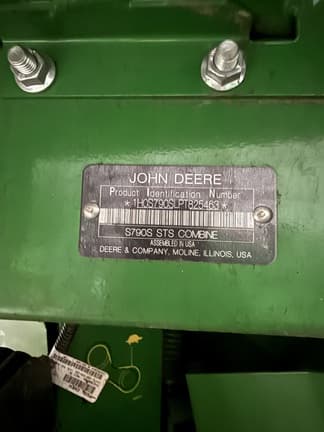 JOHN DEERE
Product Identification Number
*1H0S790SLPT825463*
S790S STS COMBINE
ASSEMBLED IN USA
DEERE & COMPANY, MOLINE, ILLINOIS, USA